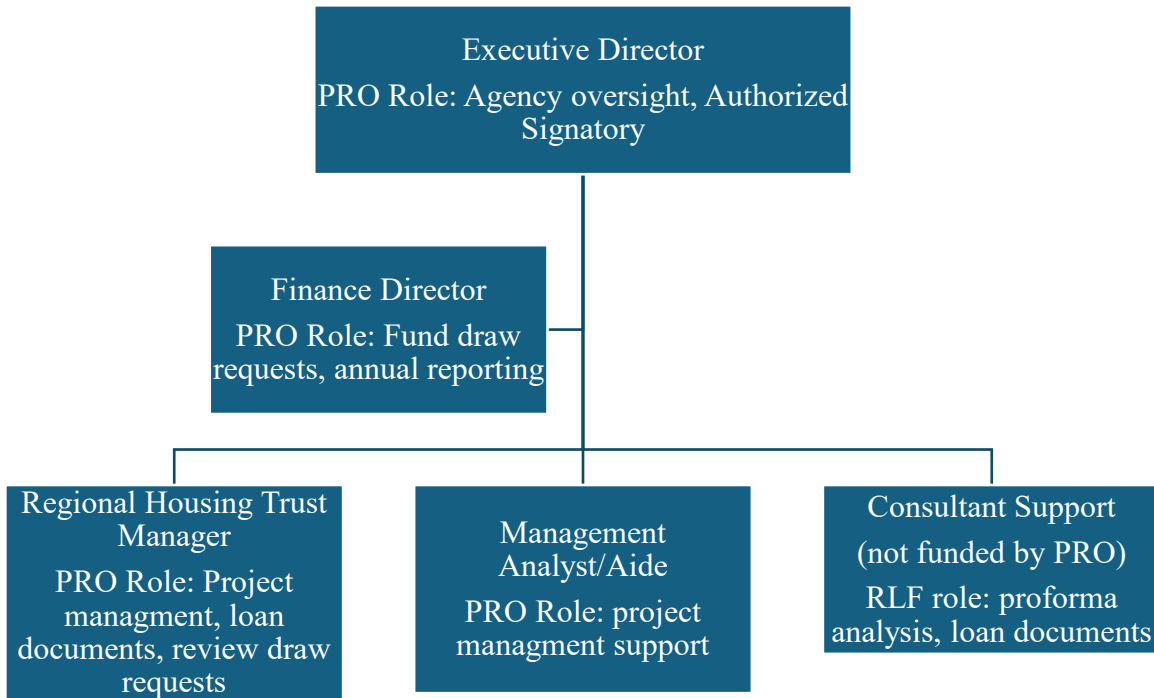 Executive Director
PRO Role: Agency oversight, Authorized
Signatory
Finance Director
PRO Role: Fund draw
requests, annual reporting
Regional Housing Trust
Manager
PRO Role: Project
managment, loan
documents, review draw
requests
Management
Analyst/Aide
PRO Role: project
managment support
Consultant Support
(not funded by PRO)
RLF role: proforma
analysis, loan documents